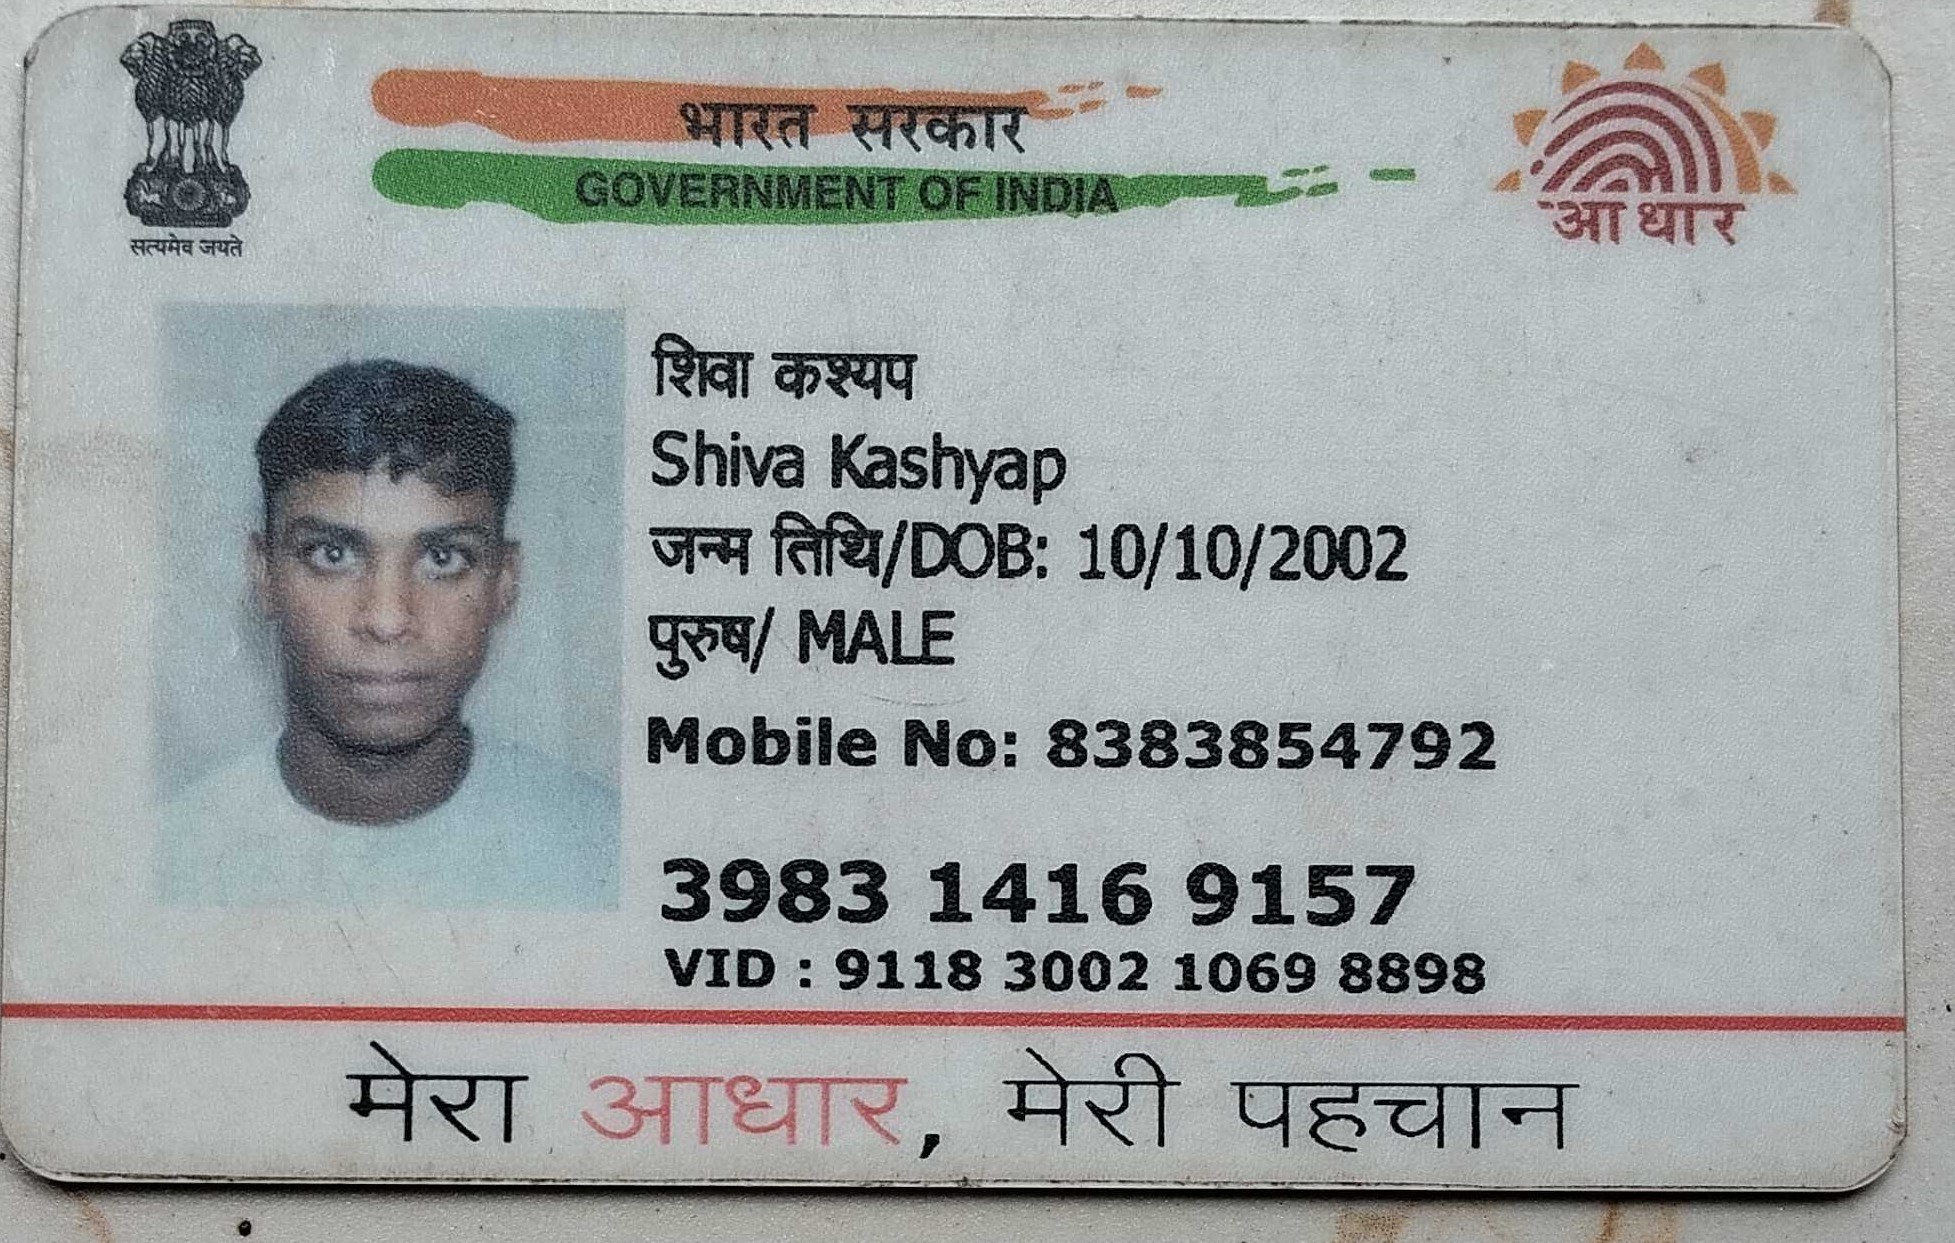 सत्यमेव जयते
भारत सरकार
GOVERNMENT OF INDIA
आधार
शिवा कश्यप
Shiva Kashyap
जन्म तिथि/DOB: 10/10/2002
पुरुष/ MALE
Mobile No: 8383854792
3983 1416 9157
VID : 9118 3002 1069 8898
मेरा आधार, मेरी पहचान